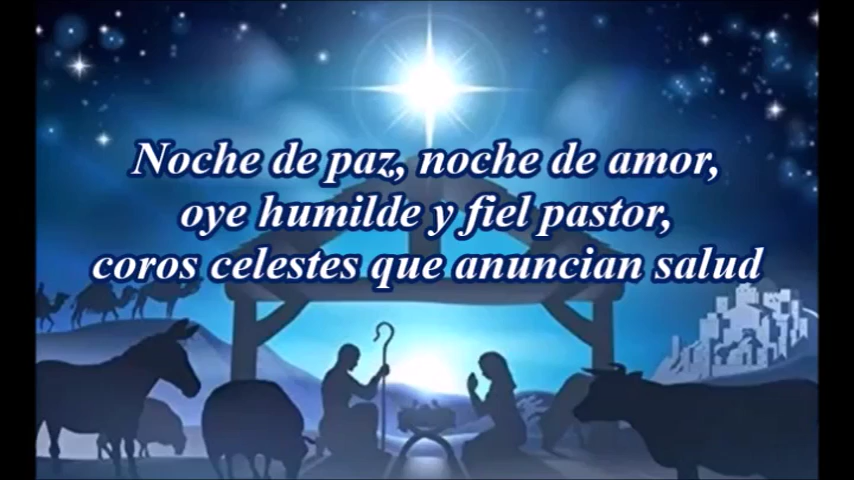 Noche de paz, noche de amor,
oye humilde y fiel pastor,
coros celestes que anuncian salud